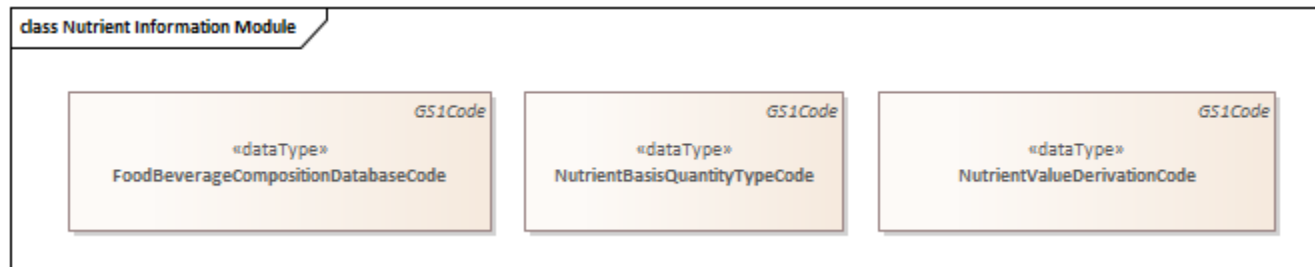 class Nutrient Information Module
GS1Code
«dataType»
FoodBeverageCompositionDatabaseCode
GS1Code
«dataType»
NutrientBasisQuantityTypeCode
GS1Code
«dataType»
NutrientValueDerivationCode